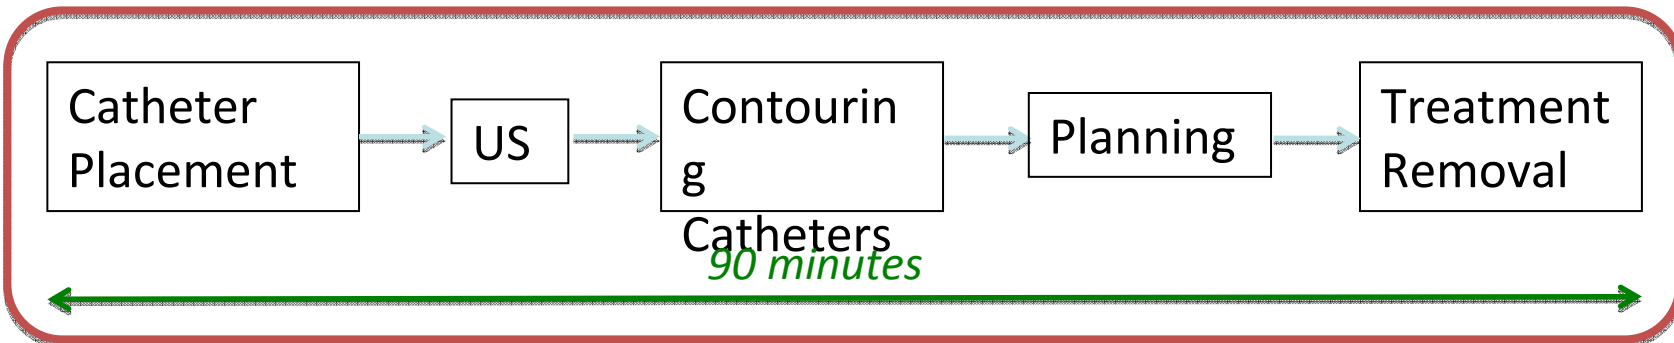 Catheter
Placement
US
Contourin
g
Catheters
Planning
Treatment
Removal
90 minutes